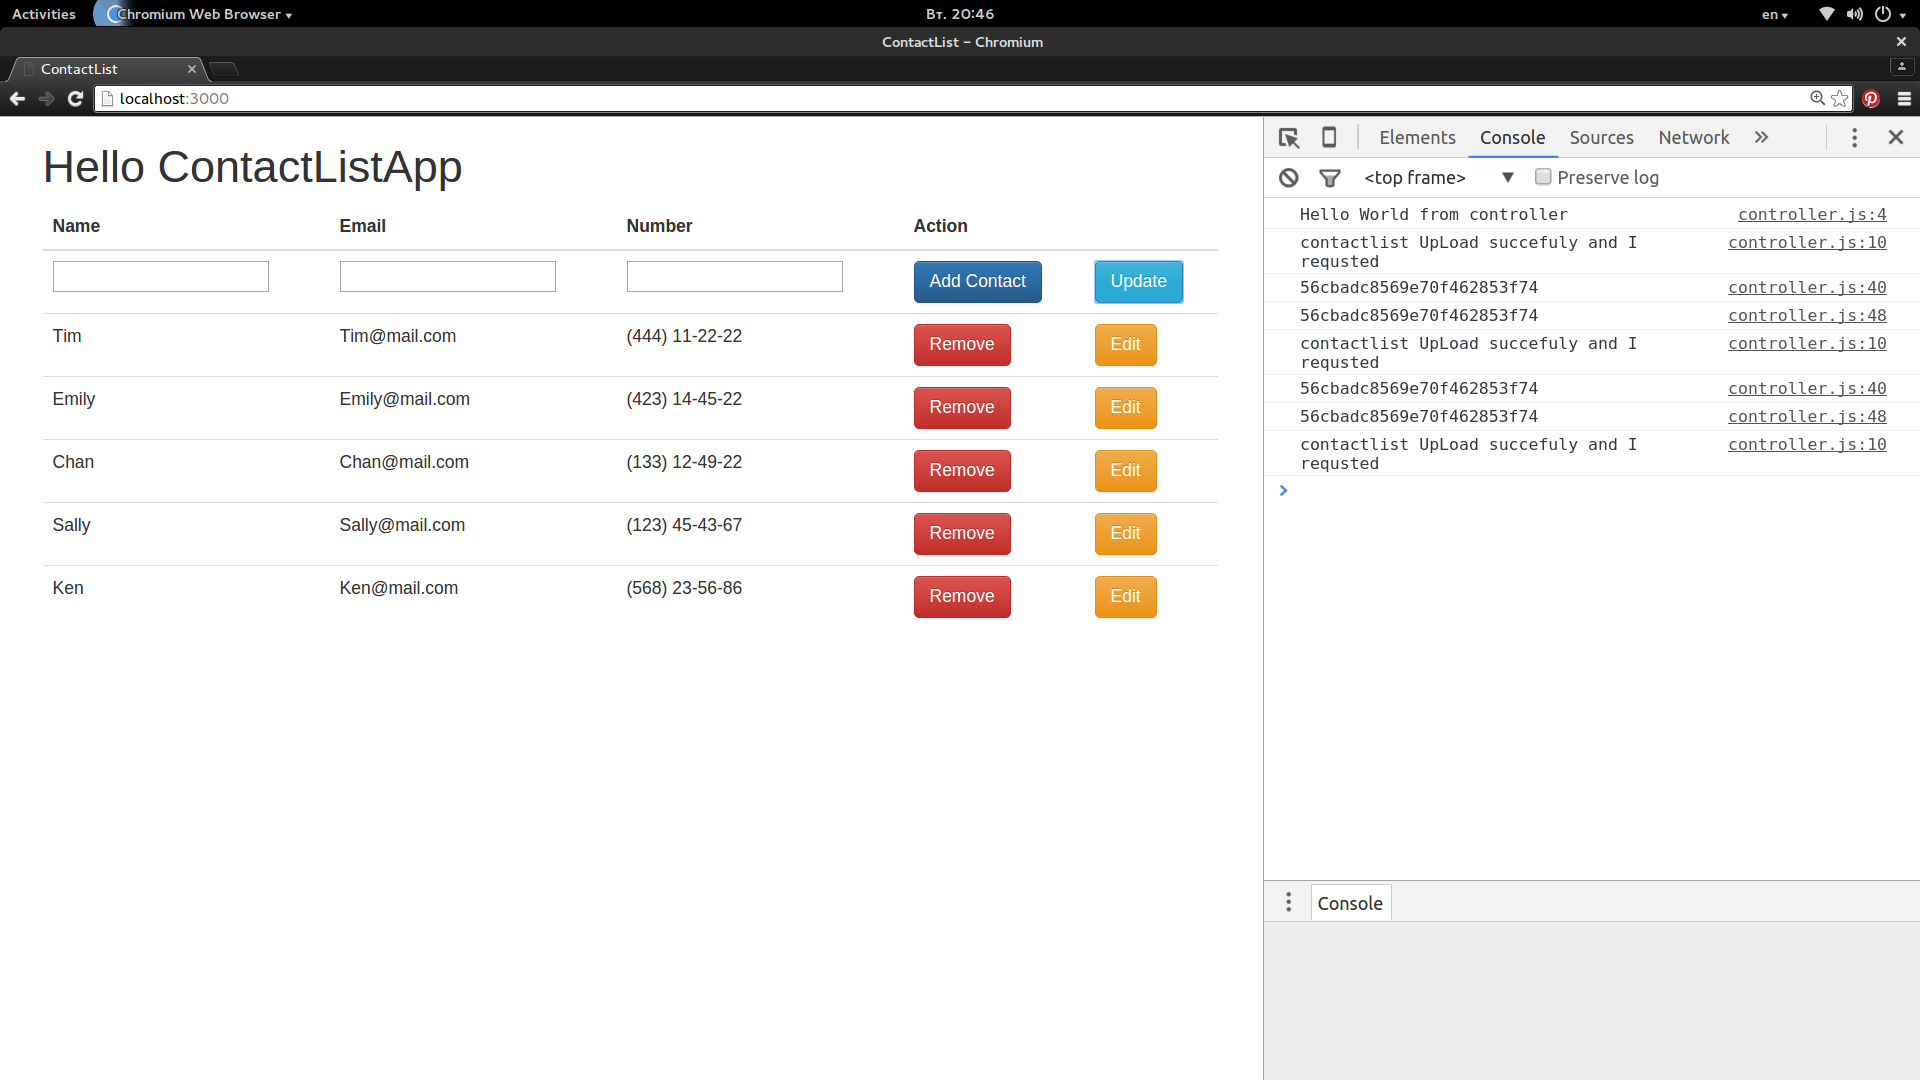 Activities Chromium Web Browser Вт. 20:46 en
ContactList – Chromium
ContactList
localhost:3000
Hello ContactListApp
Name Email Number Action
Add Contact Update
Tim Tim@mail.com (444) 11-22-22 Remove Edit
Emily Emily@mail.com (423) 14-45-22 Remove Edit
Chan Chan@mail.com (133) 12-49-22 Remove Edit
Sally Sally@mail.com (123) 45-43-67 Remove Edit
Ken Ken@mail.com (568) 23-56-86 Remove Edit
Elements Console Sources Network
<top frame> Preserve log
Hello World from controller controller.js:4
contactlist UpLoad succefuly and I controller.js:10
requsted
56cbadc8569e70f462853f74 controller.js:40
56cbadc8569e70f462853f74 controller.js:48
contactlist UpLoad succefuly and I controller.js:10
requsted
56cbadc8569e70f462853f74 controller.js:40
56cbadc8569e70f462853f74 controller.js:48
contactlist UpLoad succefuly and I controller.js:10
requsted
Console